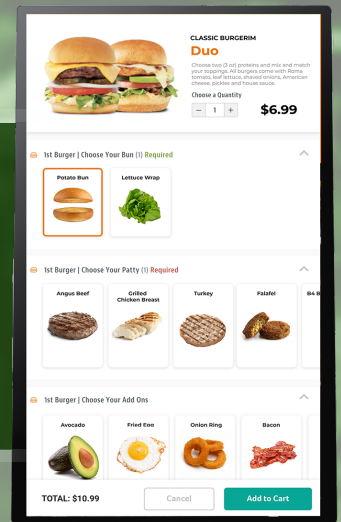 CLASSIC BURGERIM
Duo
Choose two (3 oz) proteins and mix and match
your toppings. All burgers come with Roma
tomato, leaf lettuce, shaved onions, American
cheese, pickles and house sauce.
Choose a Quantity
− 1 + $6.99
1st Burger | Choose Your Bun (1) Required
Potato Bun Lettuce Wrap
1st Burger | Choose Your Patty (1) Required
Angus Beef Grilled Chicken Breast Turkey Falafel B4 B
1st Burger | Choose Your Add Ons
Avocado Fried Egg Onion Ring Bacon
TOTAL: $10.99 Cancel Add to Cart